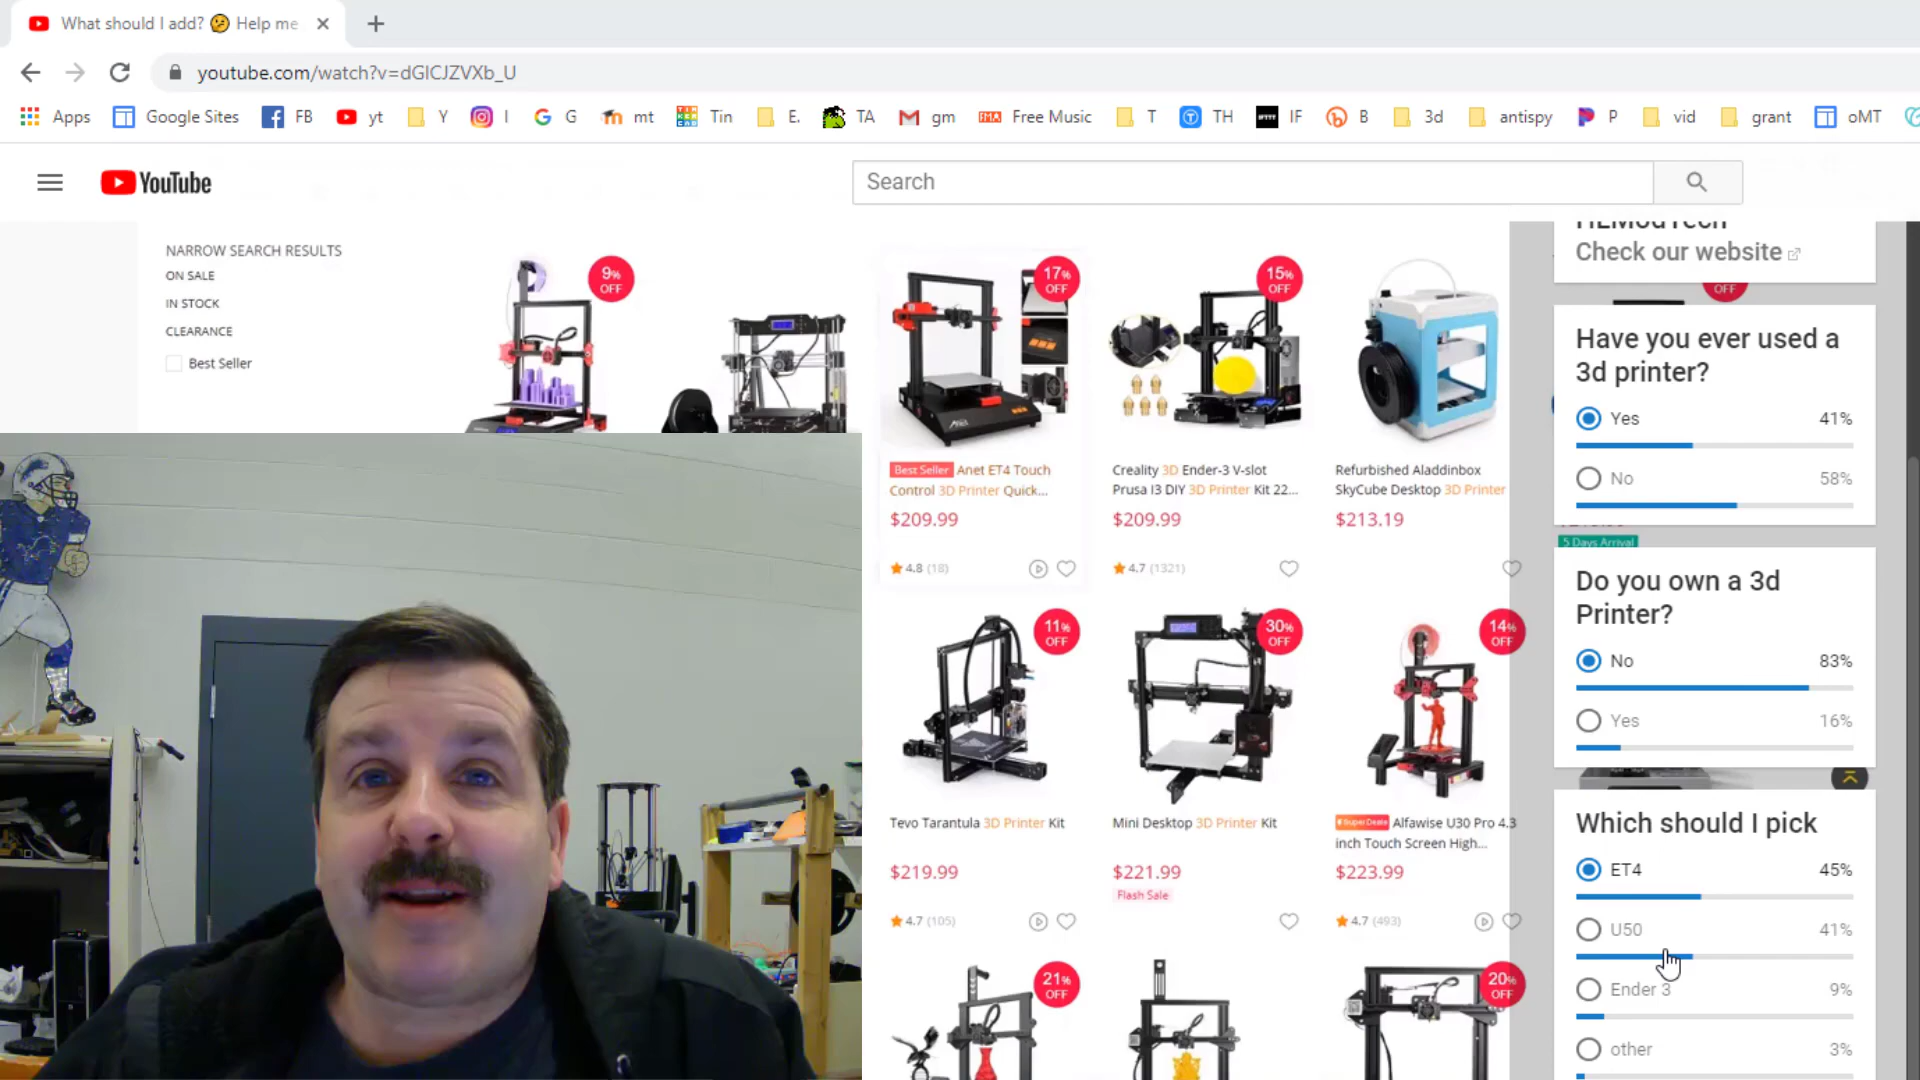 What should I add? 🤔 Help me
youtube.com/watch?v=dGlCJZVXb_U
Apps Google Sites FB yt Y I G mt Tin E. TA gm Free Music T TH IF B 3d antispy P vid grant oMT
YouTube
Search
NARROW SEARCH RESULTS
ON SALE
IN STOCK
CLEARANCE
Best Seller
9% OFF
17% OFF
15% OFF
Best Seller Anet ET4 Touch
Control 3D Printer Quick...
$209.99
4.8 (18)
Creality 3D Ender-3 V-slot
Prusa I3 DIY 3D Printer Kit 22...
$209.99
4.7 (1321)
Refurbished Aladdinbox
SkyCube Desktop 3D Printer
$213.19
11% OFF
30% OFF
14% OFF
Tevo Tarantula 3D Printer Kit
$219.99
4.7 (105)
Mini Desktop 3D Printer Kit
$221.99
Flash Sale
Super Deals Alfawise U30 Pro 4.3
inch Touch Screen High...
$223.99
4.7 (493)
21% OFF
20% OFF
HLModTech
Check our website
OFF
Have you ever used a
3d printer?
Yes 41%
No 58%
5 Days Arrival
Do you own a 3d
Printer?
No 83%
Yes 16%
Which should I pick
ET4 45%
U50 41%
Ender 3 9%
other 3%